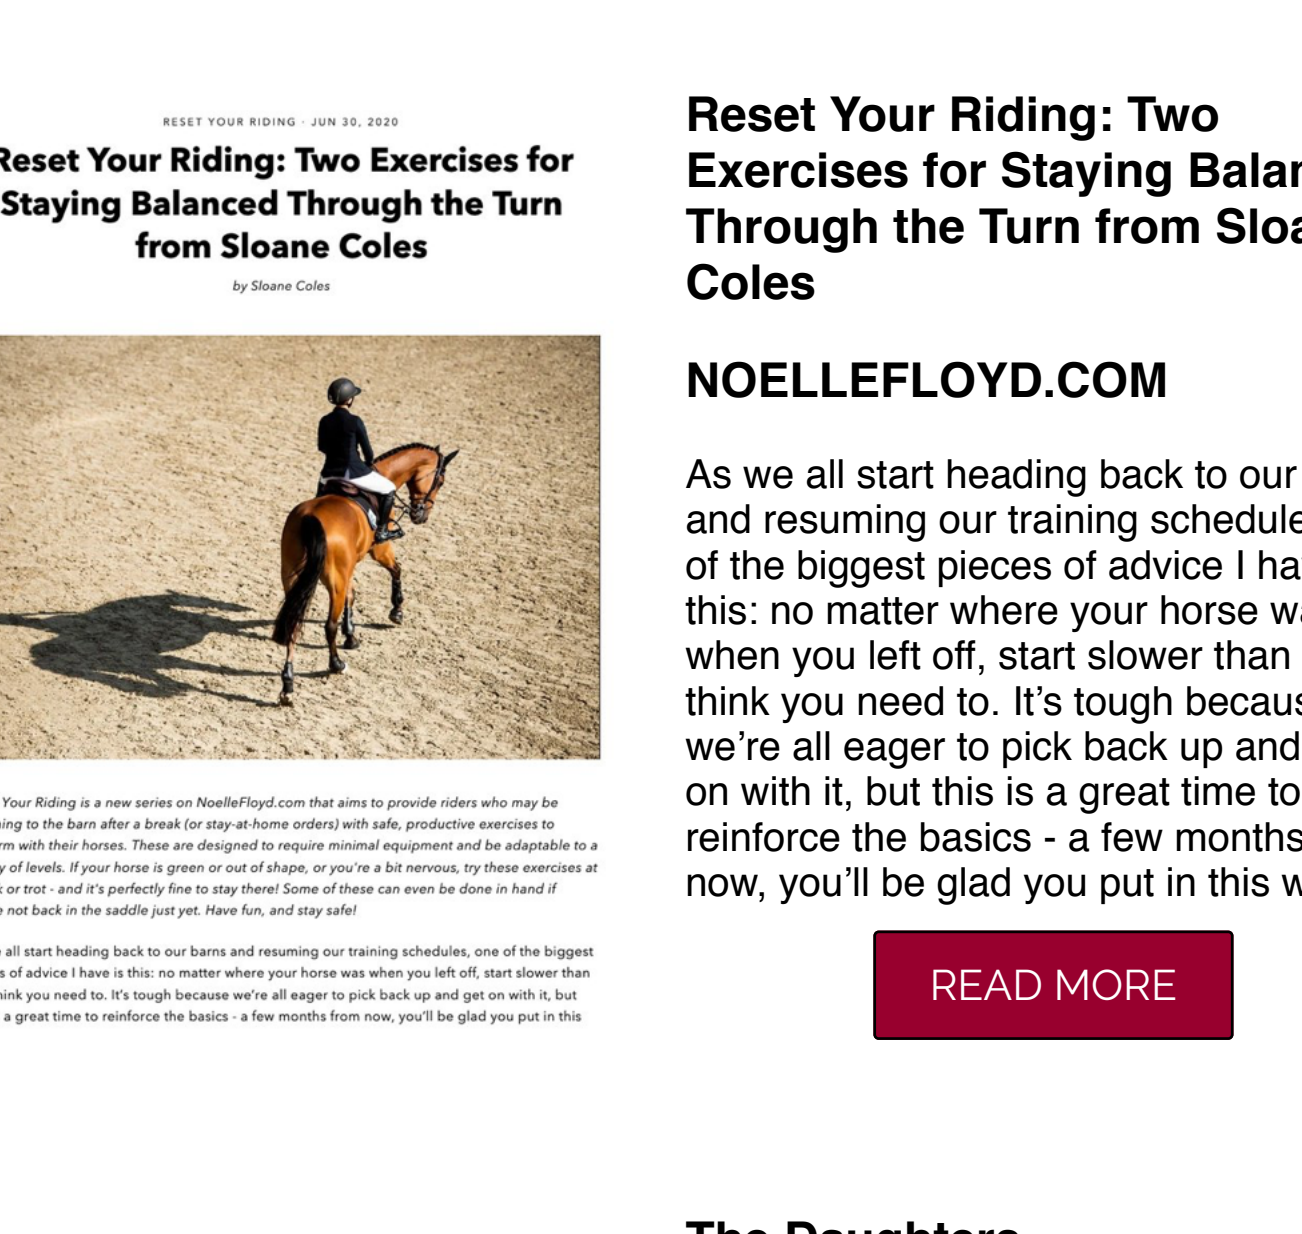 RESET YOUR RIDING · JUN 30, 2020
Reset Your Riding: Two Exercises for
Staying Balanced Through the Turn
from Sloane Coles
by Sloane Coles
Your Riding is a new series on NoelleFloyd.com that aims to provide riders who may be
ing to the barn after a break (or stay-at-home orders) with safe, productive exercises to
rm with their horses. These are designed to require minimal equipment and be adaptable to a
y of levels. If your horse is green or out of shape, or you're a bit nervous, try these exercises at
or trot - and it's perfectly fine to stay there! Some of these can even be done in hand if
not back in the saddle just yet. Have fun, and stay safe!
all start heading back to our barns and resuming our training schedules, one of the biggest
s of advice I have is this: no matter where your horse was when you left off, start slower than
ink you need to. It's tough because we're all eager to pick back up and get on with it, but
a great time to reinforce the basics - a few months from now, you'll be glad you put in this
Reset Your Riding: Two
Exercises for Staying Balan
Through the Turn from Sloa
Coles
NOELLEFLOYD.COM
As we all start heading back to our
and resuming our training schedule
of the biggest pieces of advice I ha
this: no matter where your horse wa
when you left off, start slower than
think you need to. It’s tough becaus
we’re all eager to pick back up and
on with it, but this is a great time to
reinforce the basics - a few months
now, you’ll be glad you put in this w
READ MORE
The Daughters